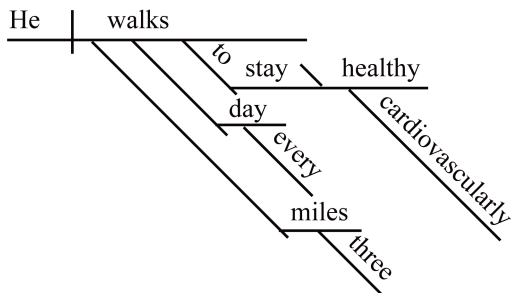 He walks
to
stay healthy
day
every
cardiovascularly
miles
three